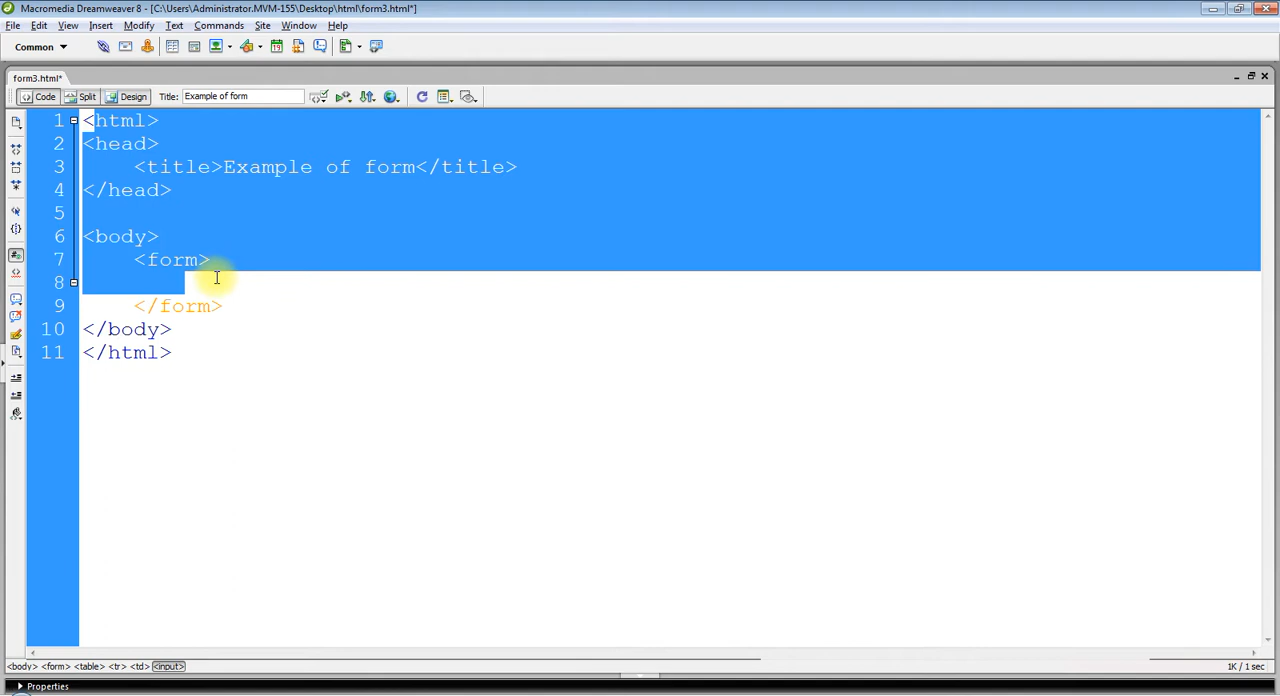 Macromedia Dreamweaver 8 - [C:\Users\Administrator.MVM-155\Desktop\html\form3.html*]
File Edit View Insert Modify Text Commands Site Window Help
Common
form3.html*
Code Split Design Title: Example of form
1 <html>
2 <head>
3 <title>Example of form</title>
4 </head>
5
6 <body>
7 <form>
8
9 </form>
10 </body>
11 </html>
<body> <form> <table> <tr> <td> <input> 1K / 1 sec
Properties